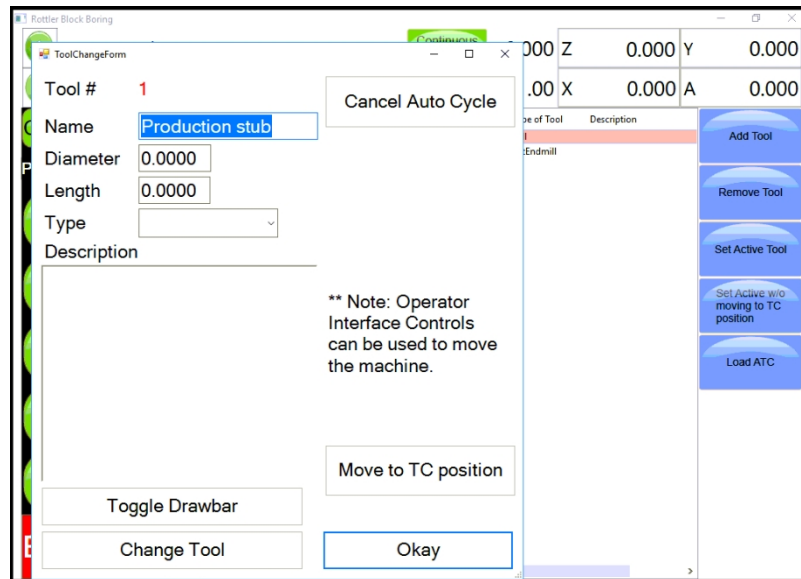 Rottler Block Boring
Continuous
.000 Z 0.000 Y 0.000
.00 X 0.000 A 0.000
ToolChangeForm
Tool # 1
Cancel Auto Cycle
Name Production stub
Diameter 0.0000
Length 0.0000
Type
Description
** Note: Operator
Interface Controls
can be used to move
the machine.
Move to TC position
Toggle Drawbar
Change Tool
Okay
pe of Tool Description
Endmill
Add Tool
Remove Tool
Set Active Tool
Set Active w/o
moving to TC
position
Load ATC